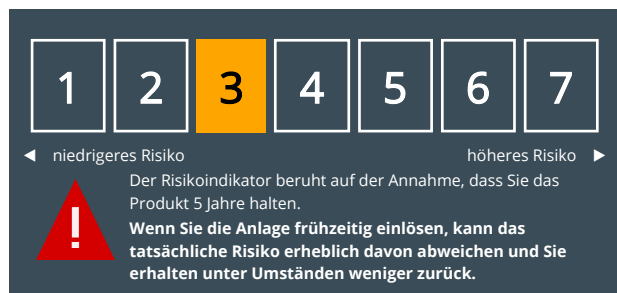 1 2 3 4 5 6 7
niedrigeres Risiko höheres Risiko
Der Risikoindikator beruht auf der Annahme, dass Sie das
Produkt 5 Jahre halten.
Wenn Sie die Anlage frühzeitig einlösen, kann das
tatsächliche Risiko erheblich davon abweichen und Sie
erhalten unter Umständen weniger zurück.